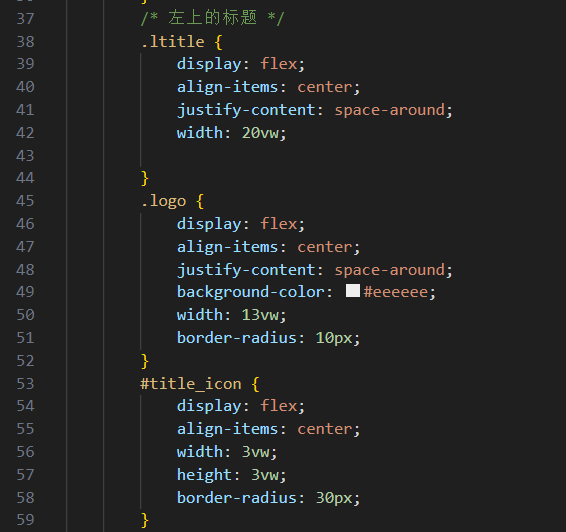 37 /* 左上的标题 */
38 .ltitle {
39 display: flex;
40 align-items: center;
41 justify-content: space-around;
42 width: 20vw;
43
44 }
45 .logo {
46 display: flex;
47 align-items: center;
48 justify-content: space-around;
49 background-color: #eeeeee;
50 width: 13vw;
51 border-radius: 10px;
52 }
53 #title_icon {
54 display: flex;
55 align-items: center;
56 width: 3vw;
57 height: 3vw;
58 border-radius: 30px;
59 }